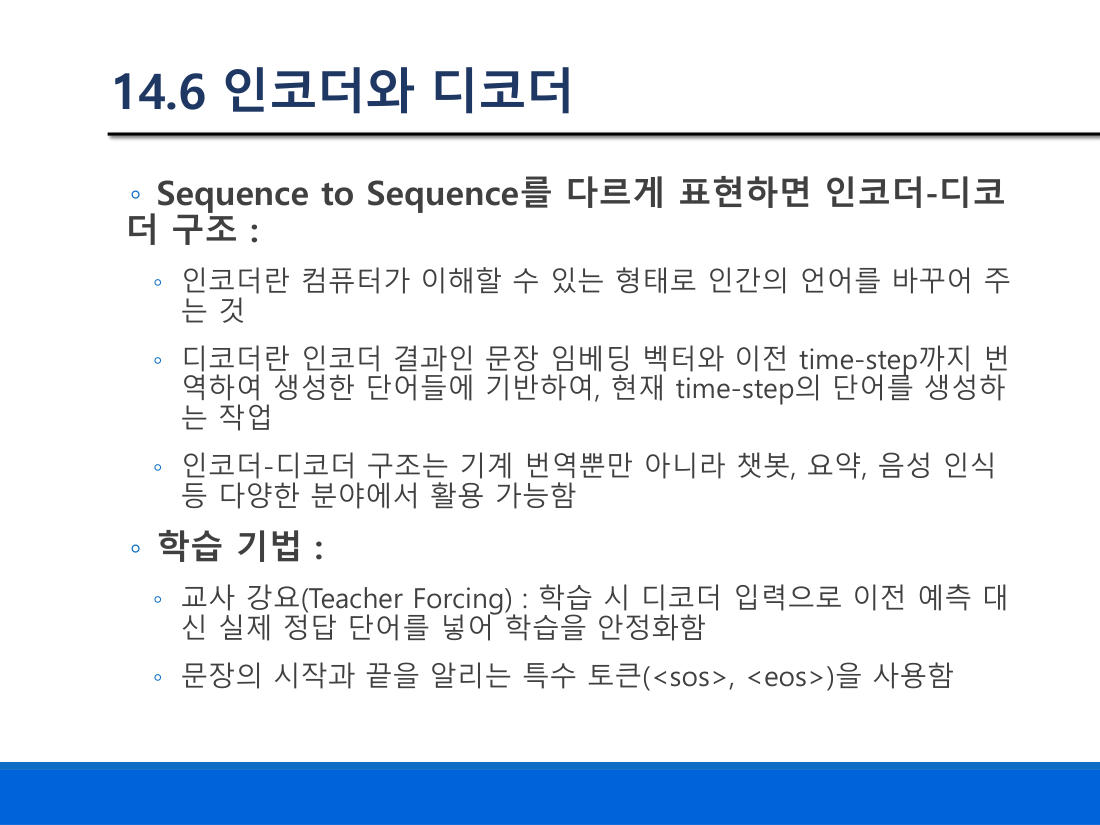 14.6 인코더와 디코더
◦ Sequence to Sequence를 다르게 표현하면 인코더-디코
더 구조 :
◦ 인코더란 컴퓨터가 이해할 수 있는 형태로 인간의 언어를 바꾸어 주
는 것
◦ 디코더란 인코더 결과인 문장 임베딩 벡터와 이전 time-step까지 번
역하여 생성한 단어들에 기반하여, 현재 time-step의 단어를 생성하
는 작업
◦ 인코더-디코더 구조는 기계 번역뿐만 아니라 챗봇, 요약, 음성 인식
등 다양한 분야에서 활용 가능함
◦ 학습 기법 :
◦ 교사 강요(Teacher Forcing) : 학습 시 디코더 입력으로 이전 예측 대
신 실제 정답 단어를 넣어 학습을 안정화함
◦ 문장의 시작과 끝을 알리는 특수 토큰(<sos>, <eos>)을 사용함